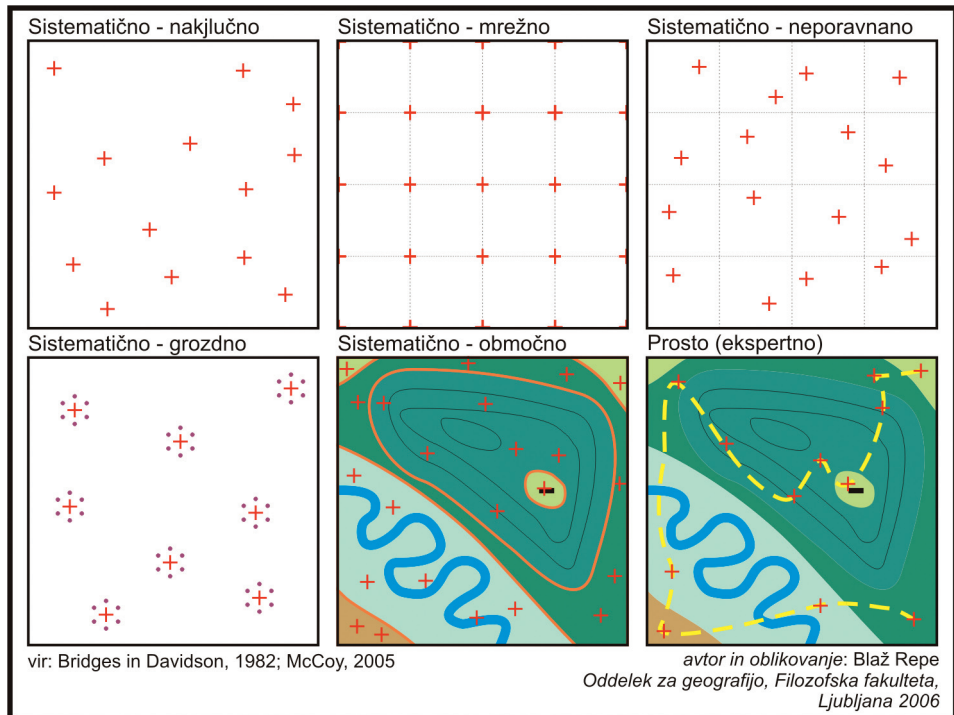 Sistematično - nakjlučno
Sistematično - mrežno
Sistematično - neporavnano
Sistematično - grozdno
Sistematično - območno
Prosto (ekspertno)
vir: Bridges in Davidson, 1982; McCoy, 2005
avtor in oblikovanje: Blaž Repe
Oddelek za geografijo, Filozofska fakulteta,
Ljubljana 2006